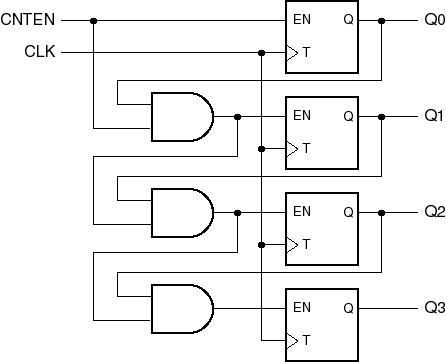 CNTEN EN Q Q0
CLK T
EN Q Q1
T
EN Q Q2
T
EN Q Q3
T